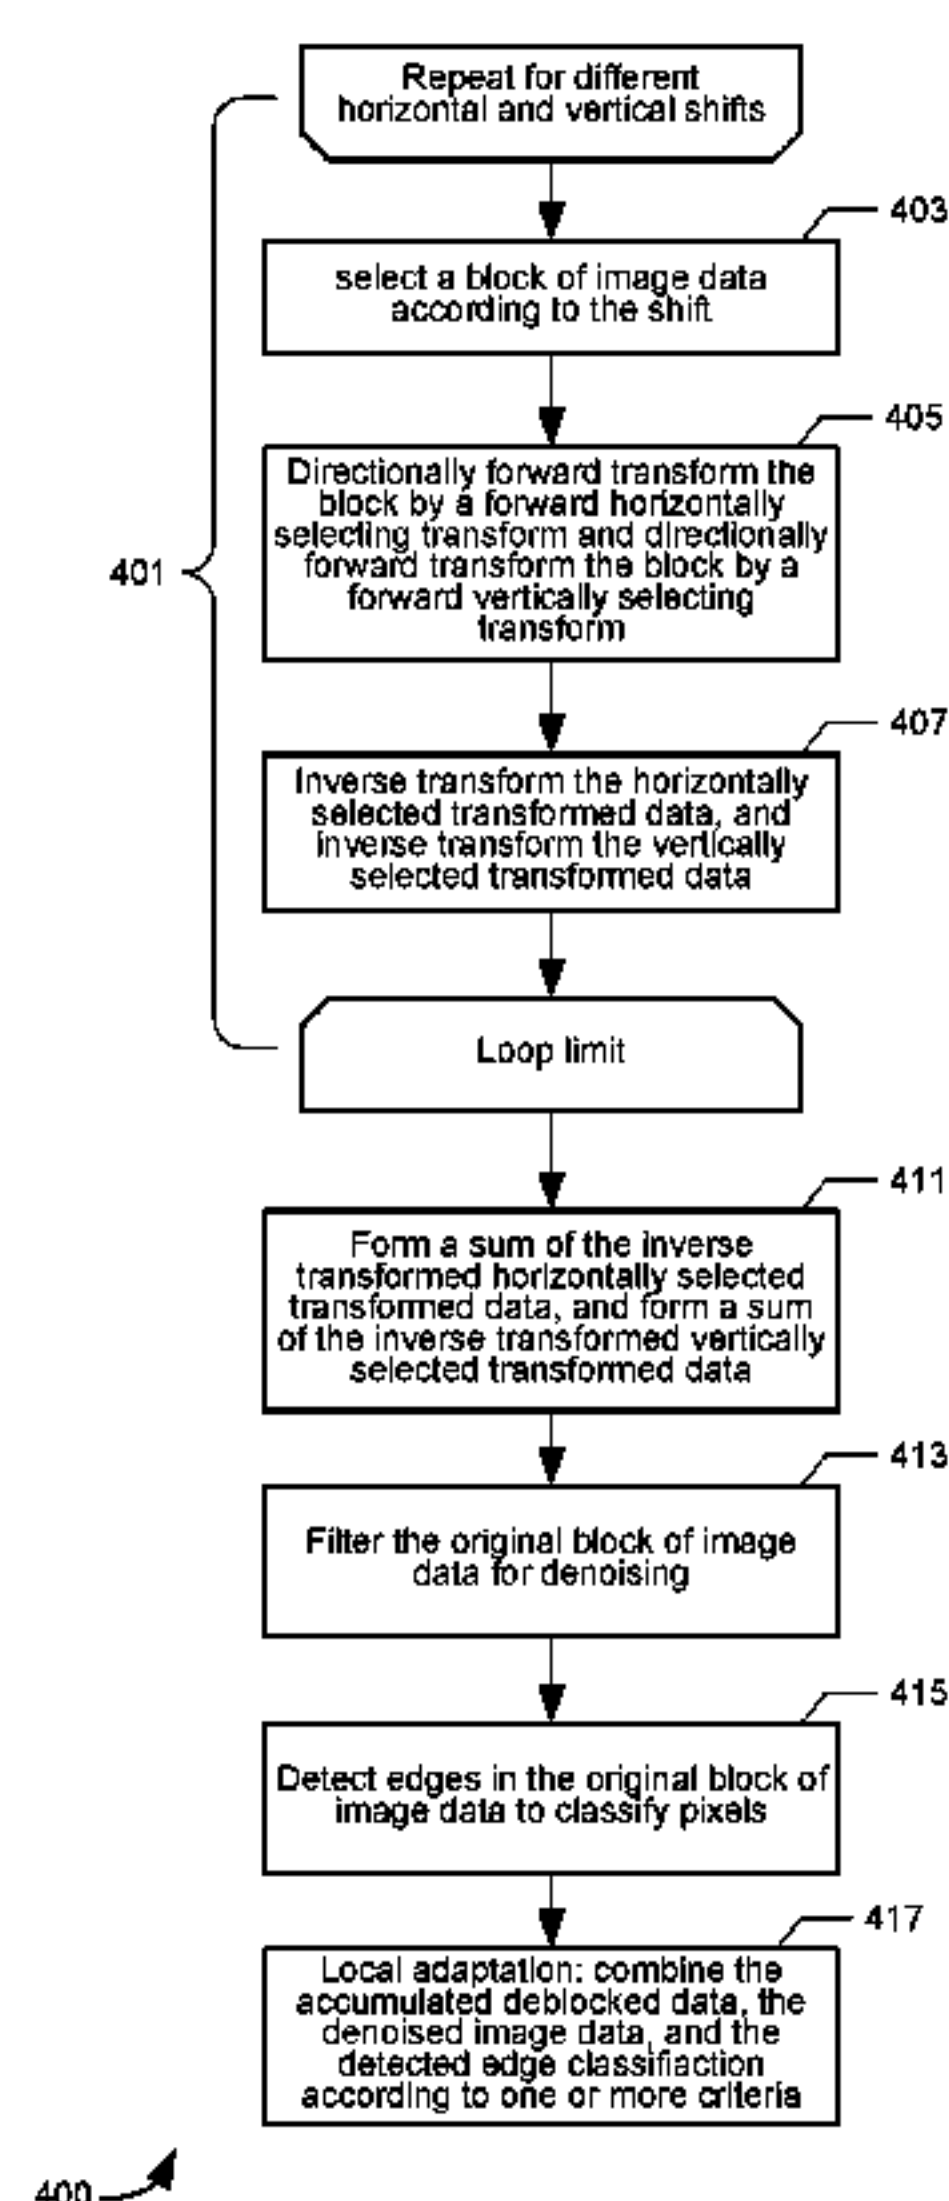 Repeat for different
horizontal and vertical shifts
403
select a block of image data
according to the shift
405
Directionally forward transform the
block by a forward horizontally
selecting transform and directionally
forward transform the block by a
forward vertically selecting
transform
401
407
Inverse transform the horizontally
selected transformed data, and
inverse transform the vertically
selected transformed data
Loop limit
411
Form a sum of the inverse
transformed horizontally selected
transformed data, and form a sum
of the inverse transformed vertically
selected transformed data
413
Filter the original block of image
data for denoising
415
Detect edges in the original block of
image data to classify pixels
417
Local adaptation: combine the
accumulated deblocked data, the
denoised image data, and the
detected edge classifiaction
according to one or more criteria
400